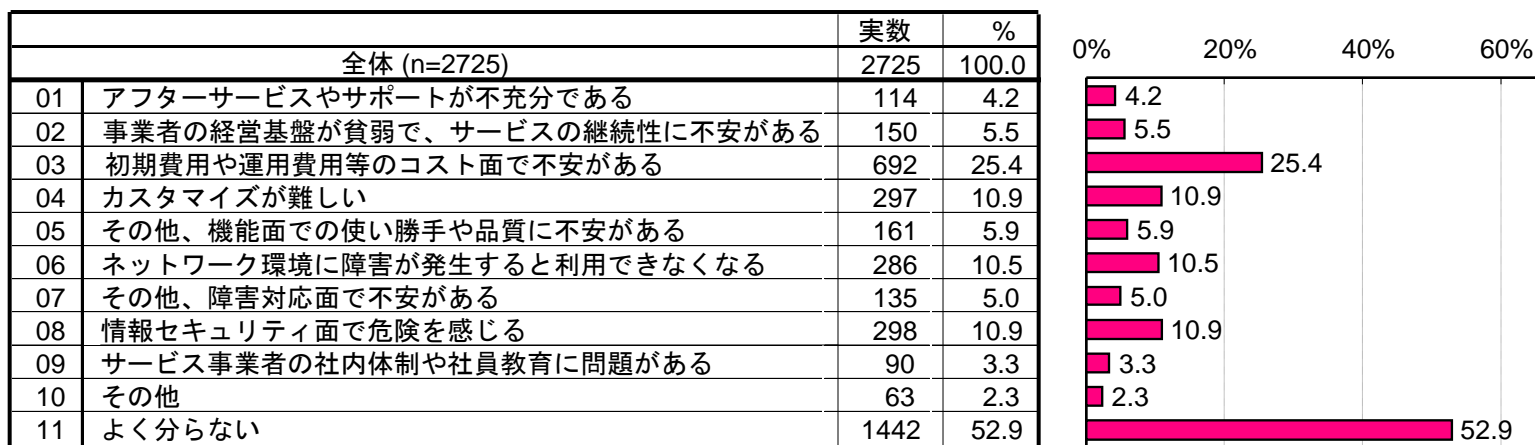 実数 %
全体 (n=2725) 2725 100.0
01 アフターサービスやサポートが不充分である 114 4.2
02 事業者の経営基盤が貧弱で、サービスの継続性に不安がある 150 5.5
03 初期費用や運用費用等のコスト面で不安がある 692 25.4
04 カスタマイズが難しい 297 10.9
05 その他、機能面での使い勝手や品質に不安がある 161 5.9
06 ネットワーク環境に障害が発生すると利用できなくなる 286 10.5
07 その他、障害対応面で不安がある 135 5.0
08 情報セキュリティ面で危険を感じる 298 10.9
09 サービス事業者の社内体制や社員教育に問題がある 90 3.3
10 その他 63 2.3
11 よく分らない 1442 52.9
0% 20% 40% 60%
4.2
5.5
25.4
10.9
5.9
10.5
5.0
10.9
3.3
2.3
52.9